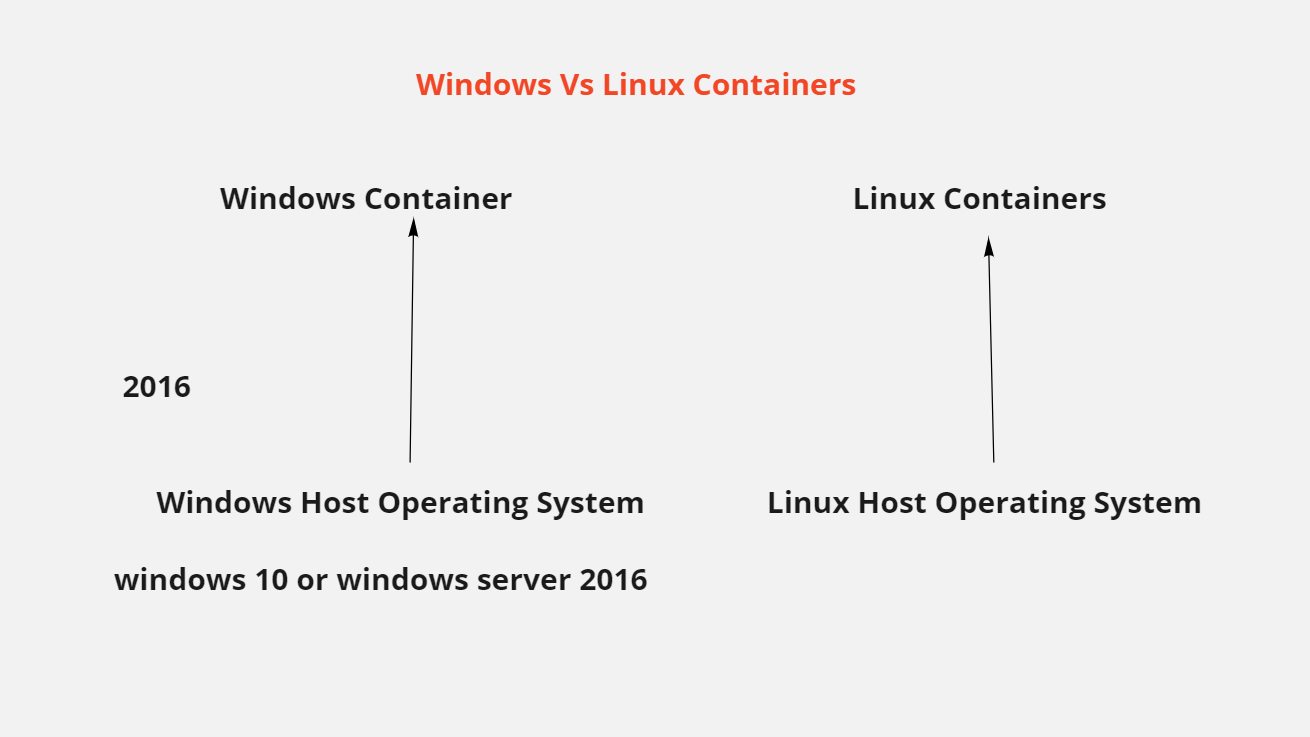 Windows Vs Linux Containers
Windows Container
Linux Containers
2016
Windows Host Operating System
Linux Host Operating System
windows 10 or windows server 2016